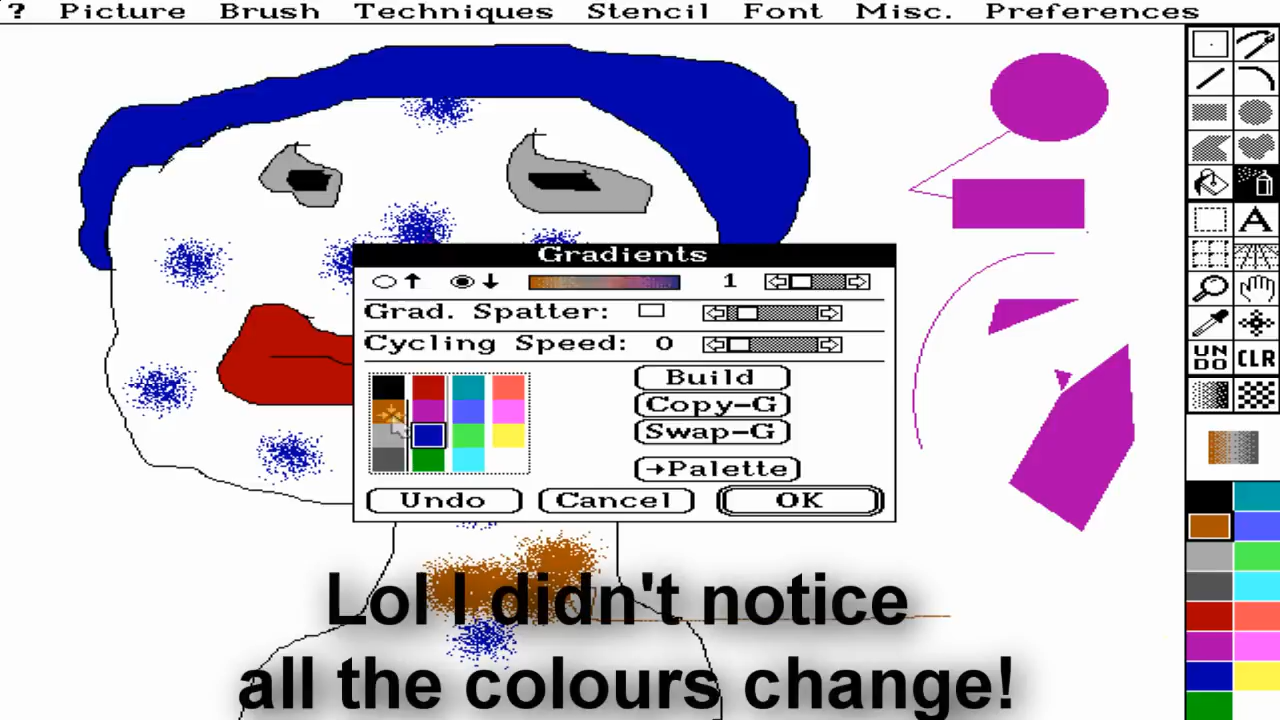 ? Picture Brush Techniques Stencil Font Misc. Preferences
Gradients
1
Grad. Spatter:
Cycling Speed: 0
Build
Copy-G
Swap-G
→Palette
Undo Cancel OK
A
UN
DO CLR
Lol I didn't notice
all the colours change!